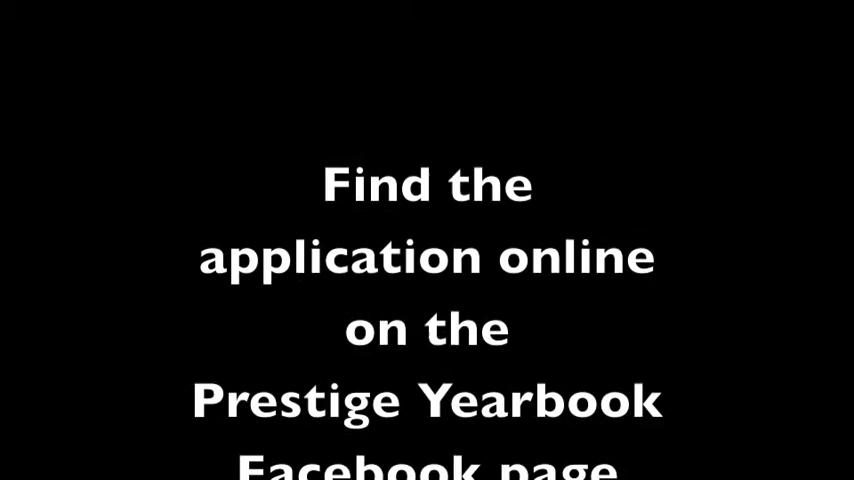 Find the
application online
on the
Prestige Yearbook
Facebook page